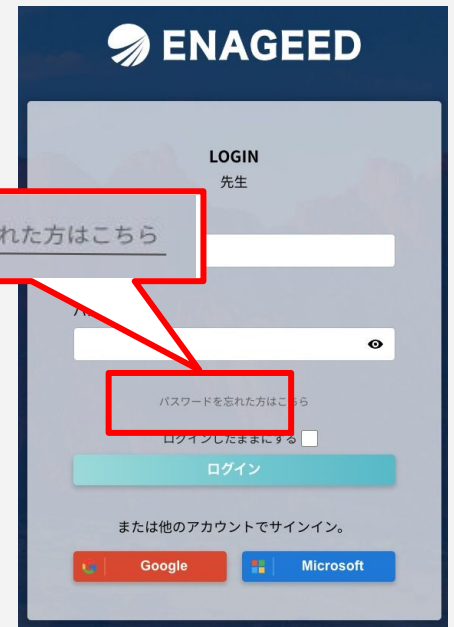 ENAGEED
LOGIN
先生
れた方はこちら
パスワードを忘れた方はこちら
ログインしたままにする
ログイン
または他のアカウントでサインイン。
Google
Microsoft